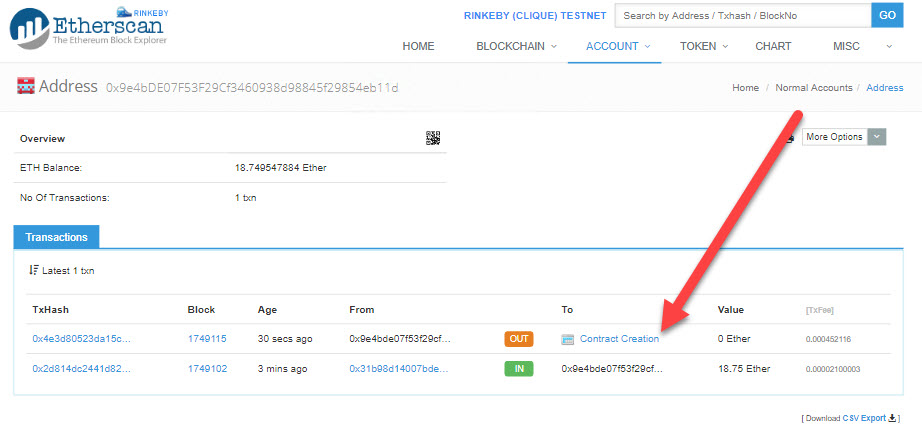 RINKEBY
Etherscan
The Ethereum Block Explorer
RINKEBY (CLIQUE) TESTNET
Search by Address / Txhash / BlockNo
GO
HOME BLOCKCHAIN ACCOUNT TOKEN CHART MISC
Address 0x9e4bDE07F53F29Cf3460938d98845f29854eb11d
Home / Normal Accounts / Address
Overview
More Options
ETH Balance: 18.749547884 Ether
No Of Transactions: 1 txn
Transactions
Latest 1 txn
TxHash Block Age From To Value [TxFee]
0x4e3d80523da15c... 1749115 30 secs ago 0x9e4bde07f53f29cf... OUT Contract Creation 0 Ether 0.000452116
0x2d814dc2441d82... 1749102 3 mins ago 0x31b98d14007bde... IN 0x9e4bde07f53f29cf... 18.75 Ether 0.00002100003
[ Download CSV Export ]